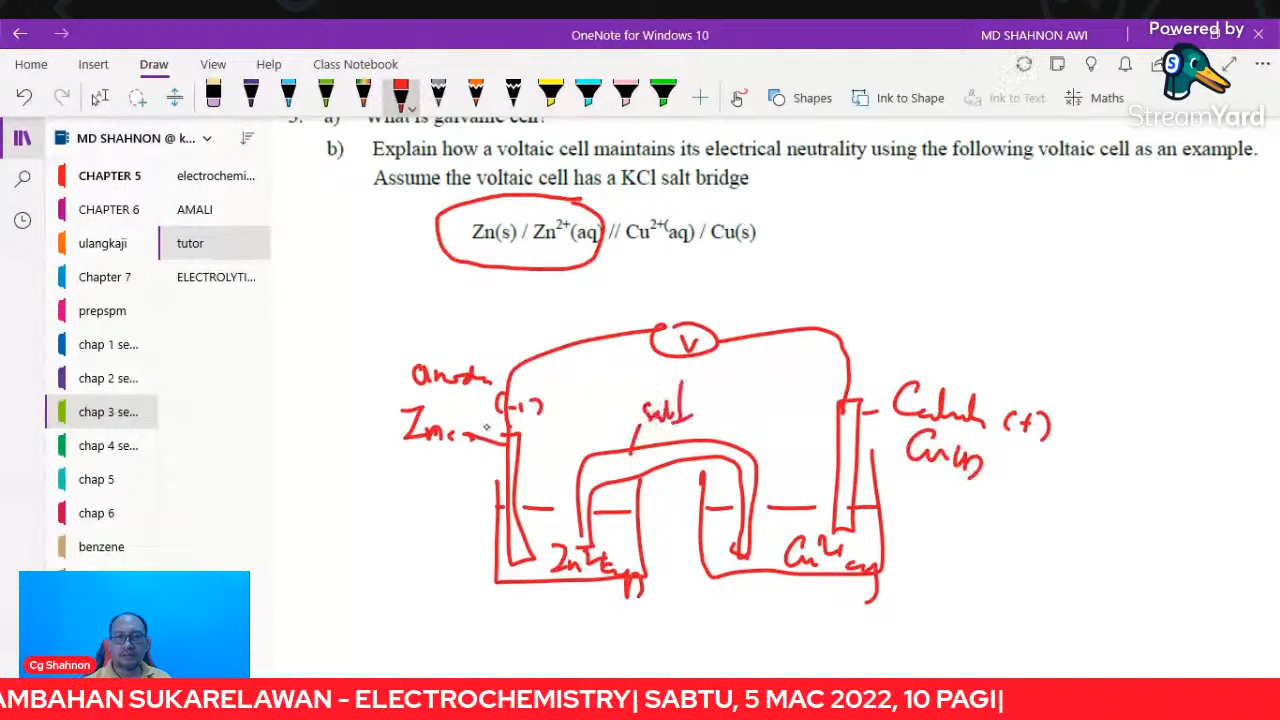 OneNote for Windows 10
MD SHAHNON AWI
Powered by
StreamYard
Home Insert Draw View Help Class Notebook
Shapes Ink to Shape Ink to Text Maths
MD SHAHNON @ k...
CHAPTER 5
CHAPTER 6
ulangkaji
Chapter 7
prepspm
chap 1 se...
chap 2 se...
chap 3 se...
chap 4 se...
chap 5
chap 6
benzene
electrochemi...
AMALI
tutor
ELECTROLYTI...
a) What is galvanic cell?
b) Explain how a voltaic cell maintains its electrical neutrality using the following voltaic cell as an example.
Assume the voltaic cell has a KCl salt bridge
Zn(s) / Zn²⁺(aq) // Cu²⁺(aq) / Cu(s)
V
(-)
salt
(+)
Cu(s)
Cg Shahnon
AMBAHAN SUKARELAWAN - ELECTROCHEMISTRY| SABTU, 5 MAC 2022, 10 PAGI|